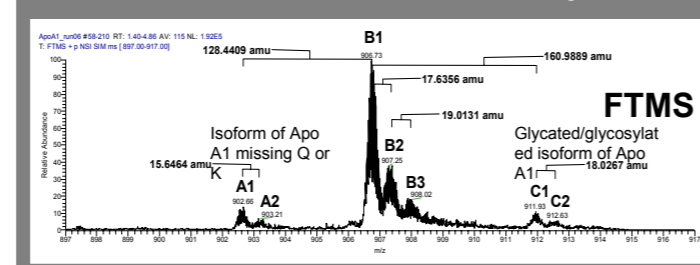 ApoA1_run06 #58-210 RT: 1.40-4.86 AV: 115 NL: 1.92E5
T: FTMS + p NSI SIM ms [ 897.00-917.00]
B1
128.4409 amu
906.73
160.9889 amu
17.6356 amu
FTMS
19.0131 amu
Isoform of Apo
A1 missing Q or
K
Glycated/glycosylat
ed isoform of Apo
A1
15.6464 amu
18.0267 amu
B2
907.25
A1
902.66
A2
903.21
B3
908.02
C1
911.93
C2
912.63
Relative Abundance
100
90
80
70
60
50
40
30
20
10
0
897 898 899 900 901 902 903 904 905 906 907 908 909 910 911 912 913 914 915 916 917
m/z